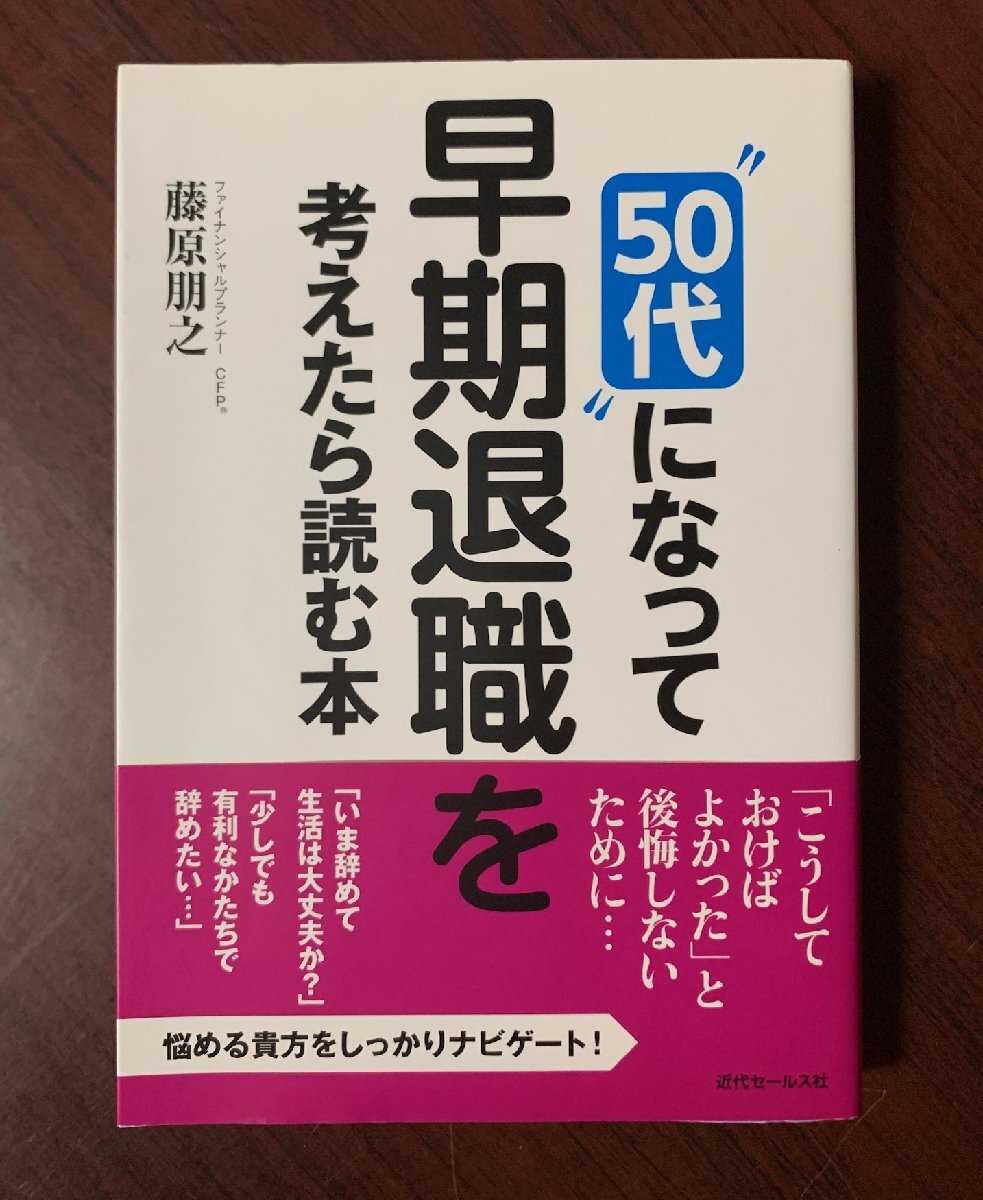 〝50代〟になって
早期退職を
考えたら読む本
ファイナンシャルプランナー CFP®
藤原朋之
「こうして
おけば
よかった」と
後悔しない
ために…
「いま辞めて
生活は大丈夫か？」
「少しでも
有利なかたちで
辞めたい…」
悩める貴方をしっかりナビゲート！
近代セールス社